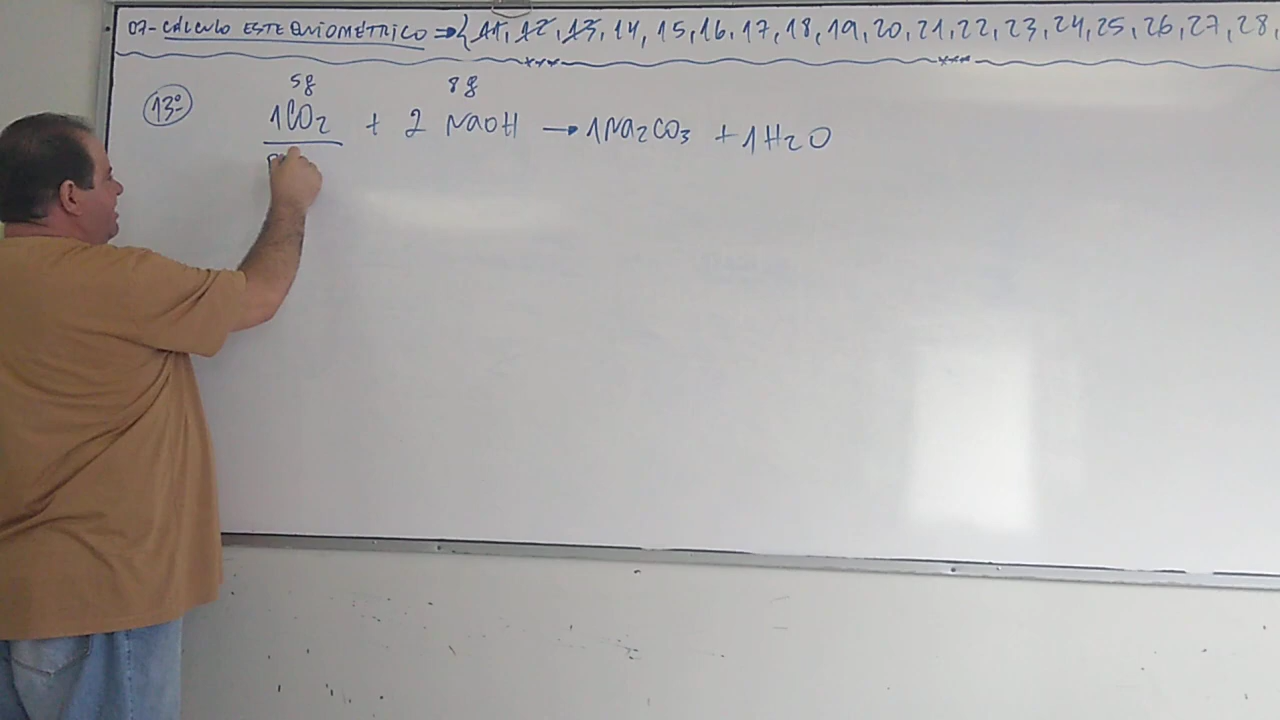 07- CÁLCULO ESTEQUIOMÉTRICO ⇒ { 11, 12, 13, 14, 15, 16, 17, 18, 19, 20, 21, 22, 23, 24, 25, 26, 27, 28,
5g 8g
13º 1CO₂ + 2 NaOH → 1Na₂CO₃ + 1H₂O